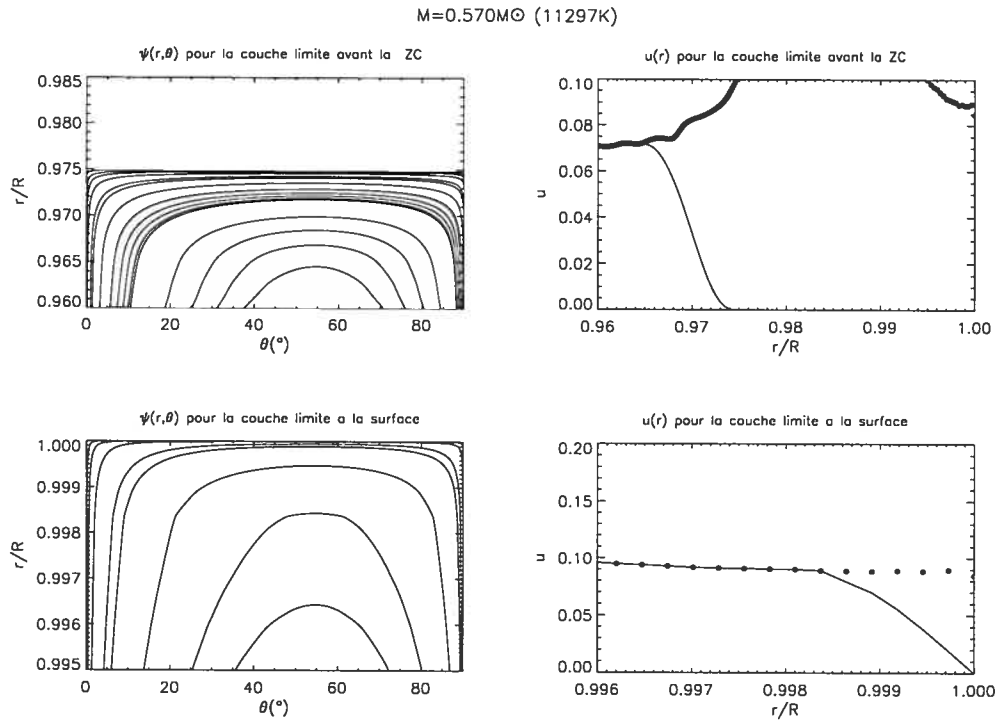 M=0.570M⊙ (11297K)
ψ(r,θ) pour la couche limite avant la ZC
0.985
0.980
0.975
0.970
0.965
0.960
r/R
0 20 40 60 80
θ(°)
u(r) pour la couche limite avant la ZC
0.10
0.08
0.06
0.04
0.02
0.00
u
0.96 0.97 0.98 0.99 1.00
r/R
ψ(r,θ) pour la couche limite a la surface
1.000
0.999
0.998
0.997
0.996
0.995
r/R
0 20 40 60 80
θ(°)
u(r) pour la couche limite a la surface
0.20
0.15
0.10
0.05
0.00
u
0.996 0.997 0.998 0.999 1.000
r/R